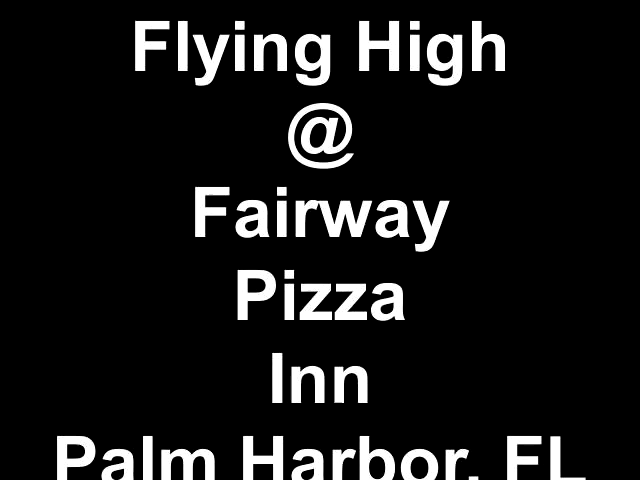 Flying High
@
Fairway
Pizza
Inn
Palm Harbor, FL